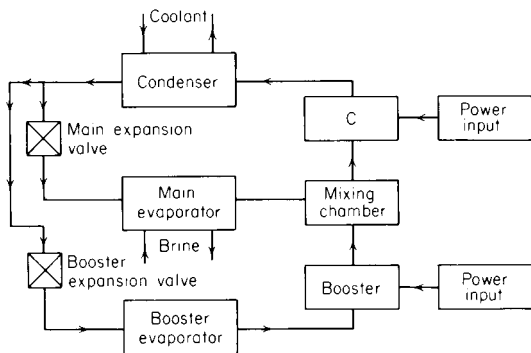 Coolant
Condenser
C
Power
input
Main expansion
valve
Main
evaporator
Mixing
chamber
Brine
Booster
expansion valve
Booster
Power
input
Booster
evaporator